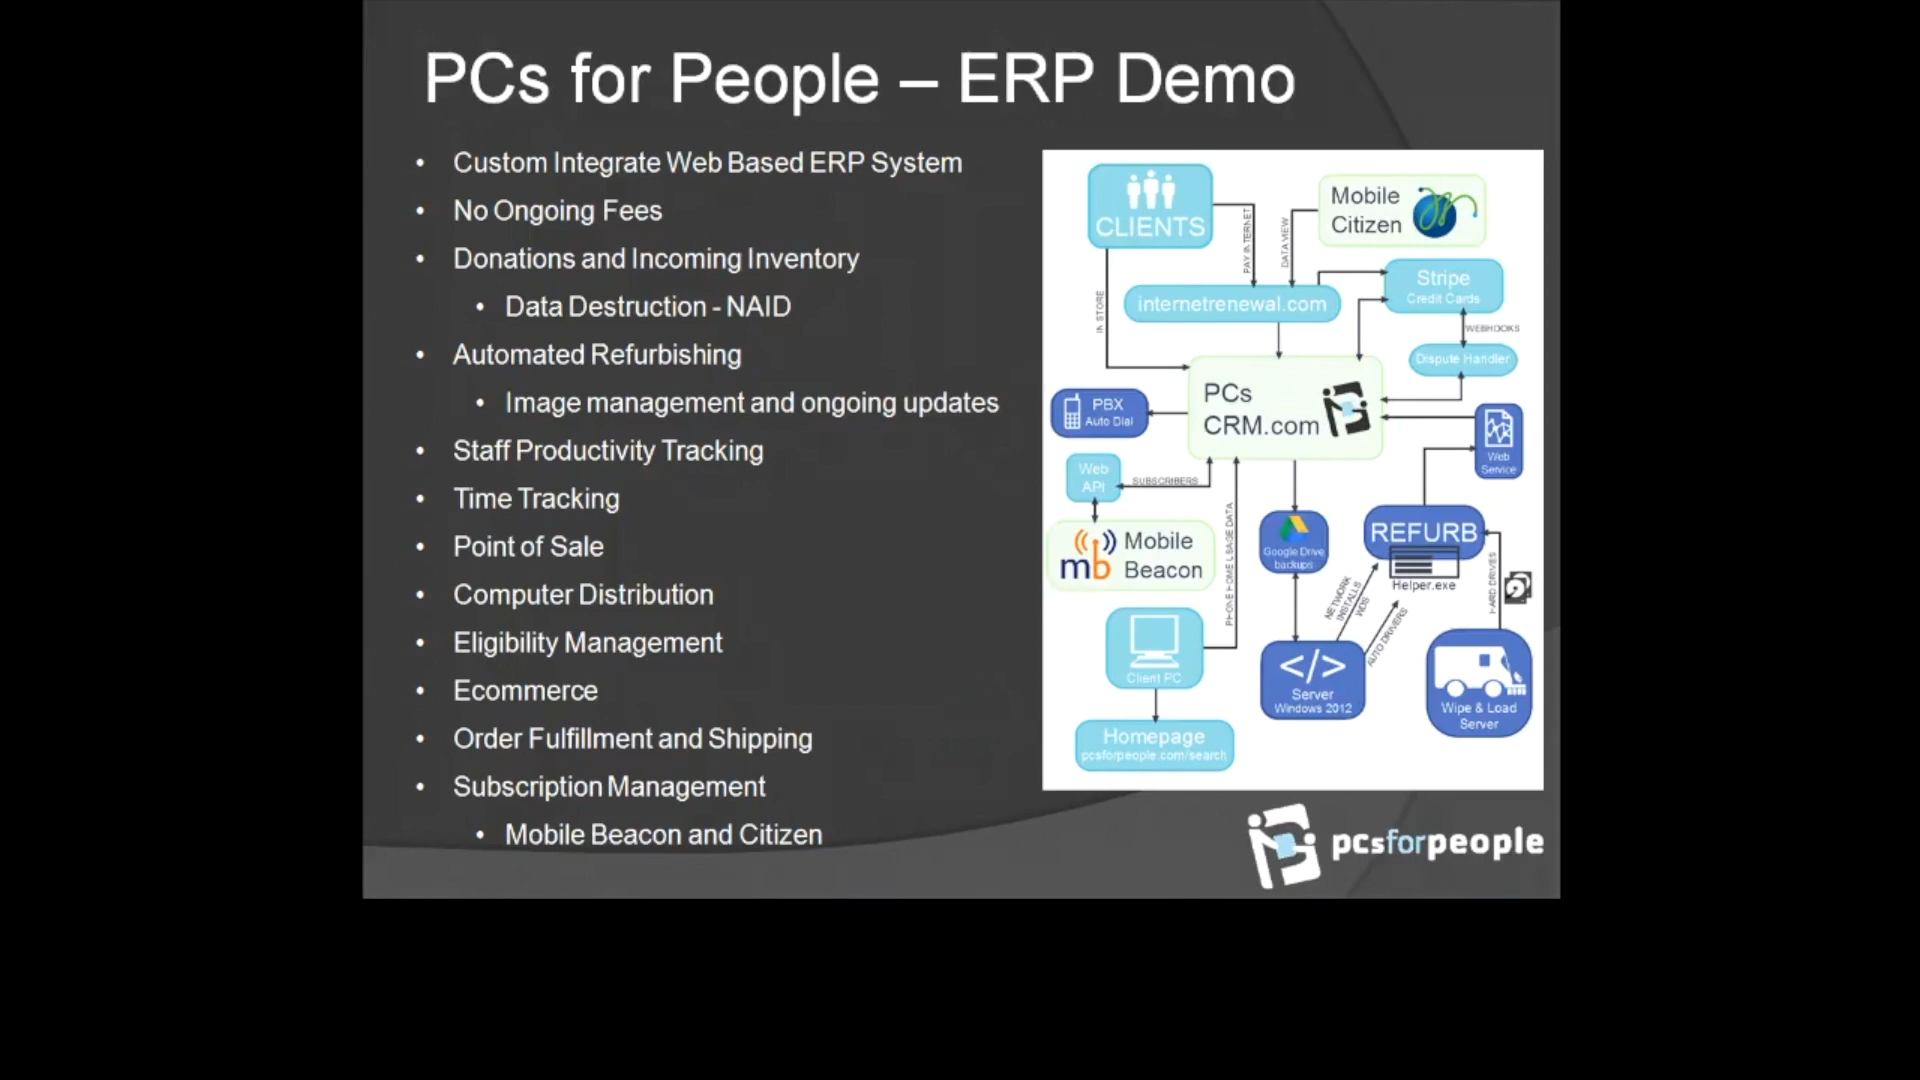 PCs for People – ERP Demo
• Custom Integrate Web Based ERP System
• No Ongoing Fees
• Donations and Incoming Inventory
• Data Destruction - NAID
• Automated Refurbishing
• Image management and ongoing updates
• Staff Productivity Tracking
• Time Tracking
• Point of Sale
• Computer Distribution
• Eligibility Management
• Ecommerce
• Order Fulfillment and Shipping
• Subscription Management
• Mobile Beacon and Citizen
CLIENTS
Mobile
Citizen
PAY INTERNET
DATA VIEW
IN STORE
internetrenewal.com
Stripe
Credit Cards
WEBHOOKS
Dispute Handler
PCs
CRM.com
PBX
Auto Dial
Web
Service
Web
API
SUBSCRIBERS
mb
Mobile
Beacon
PHONE HOME USAGE DATA
Google Drive
backups
REFURB
Helper.exe
HARD DRIVES
NETWORK
INSTALLS
WDS
AUTO DRIVERS
Client PC
</>
Server
Windows 2012
Wipe & Load
Server
Homepage
pcsforpeople.com/search
pcsforpeople